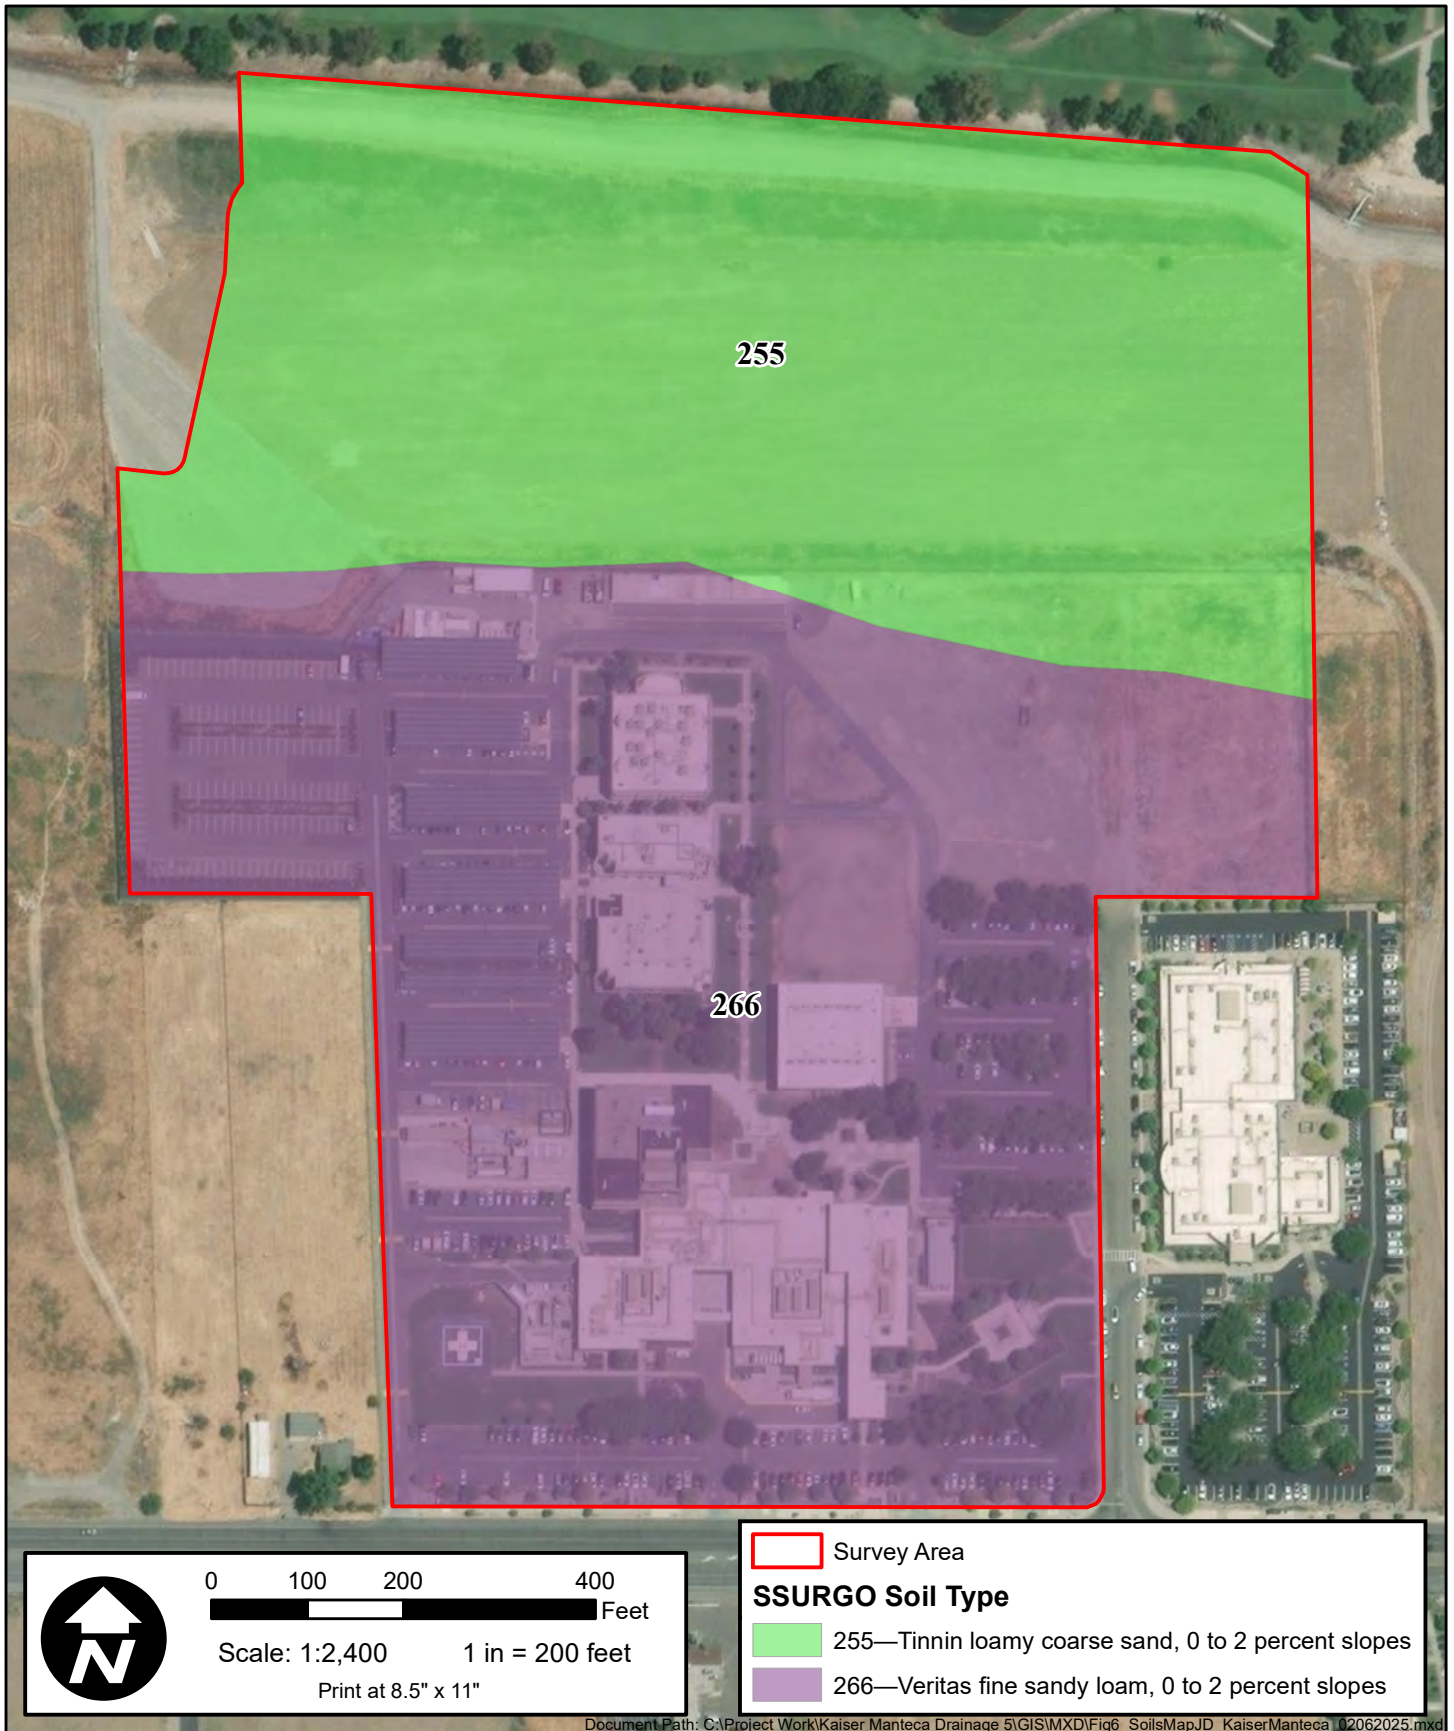 255
266
0 100 200 400
Feet
Scale: 1:2,400 1 in = 200 feet
Print at 8.5" x 11"
N
Survey Area
SSURGO Soil Type
255—Tinnin loamy coarse sand, 0 to 2 percent slopes
266—Veritas fine sandy loam, 0 to 2 percent slopes
Document Path: C:\Project Work\Kaiser Manteca Drainage 5\GIS\MXD\Fig6_SoilsMapJD_KaiserManteca_02062025.mxd